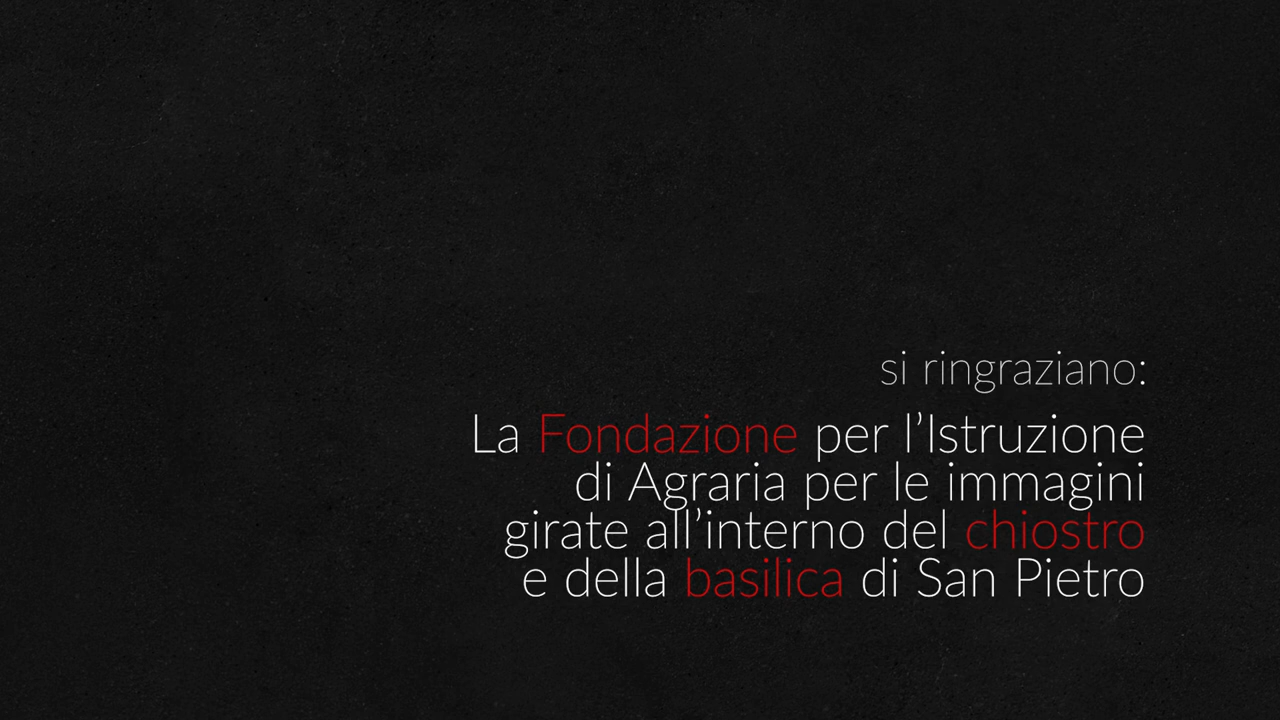 si ringraziano:
La Fondazione per l’Istruzione
di Agraria per le immagini
girate all’interno del chiostro
e della basilica di San Pietro